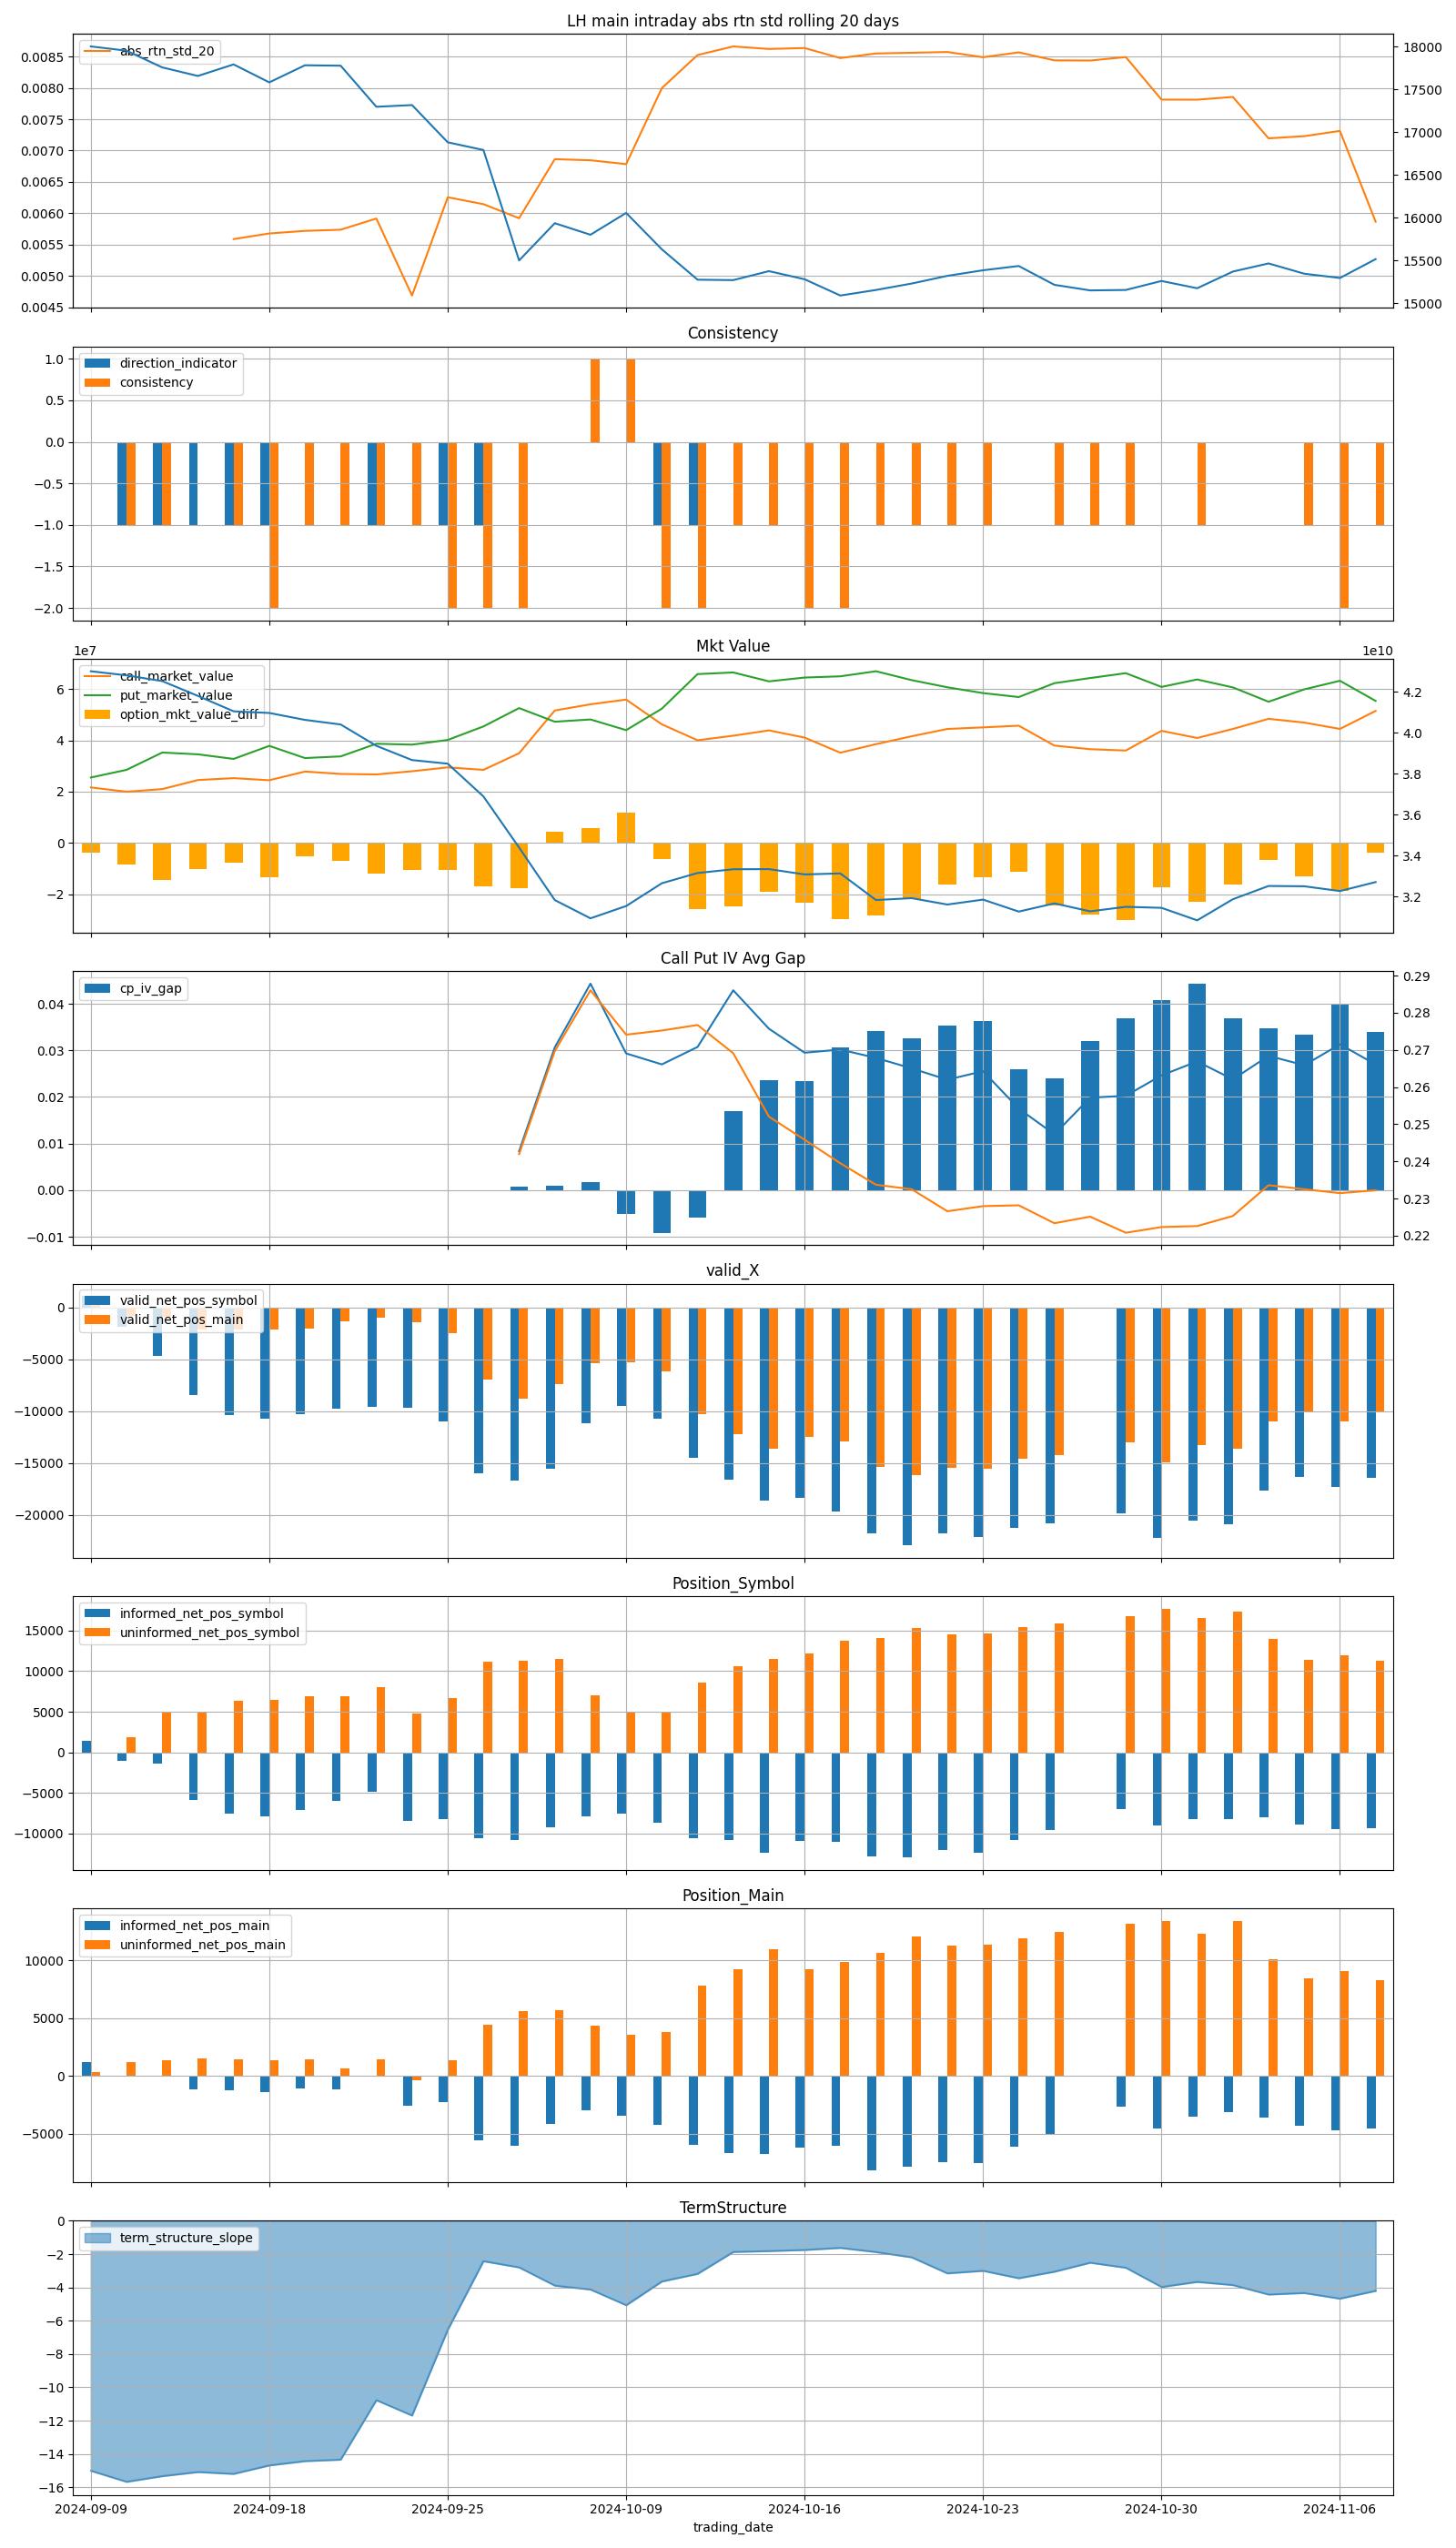 LH main intraday abs rtn std rolling 20 days
abs_rtn_std_20
0.0085
0.0080
0.0075
0.0070
0.0065
0.0060
0.0055
0.0050
0.0045
18000
17500
17000
16500
16000
15500
15000
Consistency
direction_indicator
consistency
1.0
0.5
0.0
−0.5
−1.0
−1.5
−2.0
Mkt Value
1e7
1e10
call_market_value
put_market_value
option_mkt_value_diff
6
4
2
0
−2
4.2
4.0
3.8
3.6
3.4
3.2
Call Put IV Avg Gap
cp_iv_gap
0.04
0.03
0.02
0.01
0.00
−0.01
0.29
0.28
0.27
0.26
0.25
0.24
0.23
0.22
valid_X
valid_net_pos_symbol
valid_net_pos_main
0
−5000
−10000
−15000
−20000
Position_Symbol
informed_net_pos_symbol
uninformed_net_pos_symbol
15000
10000
5000
0
−5000
−10000
Position_Main
informed_net_pos_main
uninformed_net_pos_main
10000
5000
0
−5000
TermStructure
term_structure_slope
0
−2
−4
−6
−8
−10
−12
−14
−16
2024-09-09 2024-09-18 2024-09-25 2024-10-09 2024-10-16 2024-10-23 2024-10-30 2024-11-06
trading_date